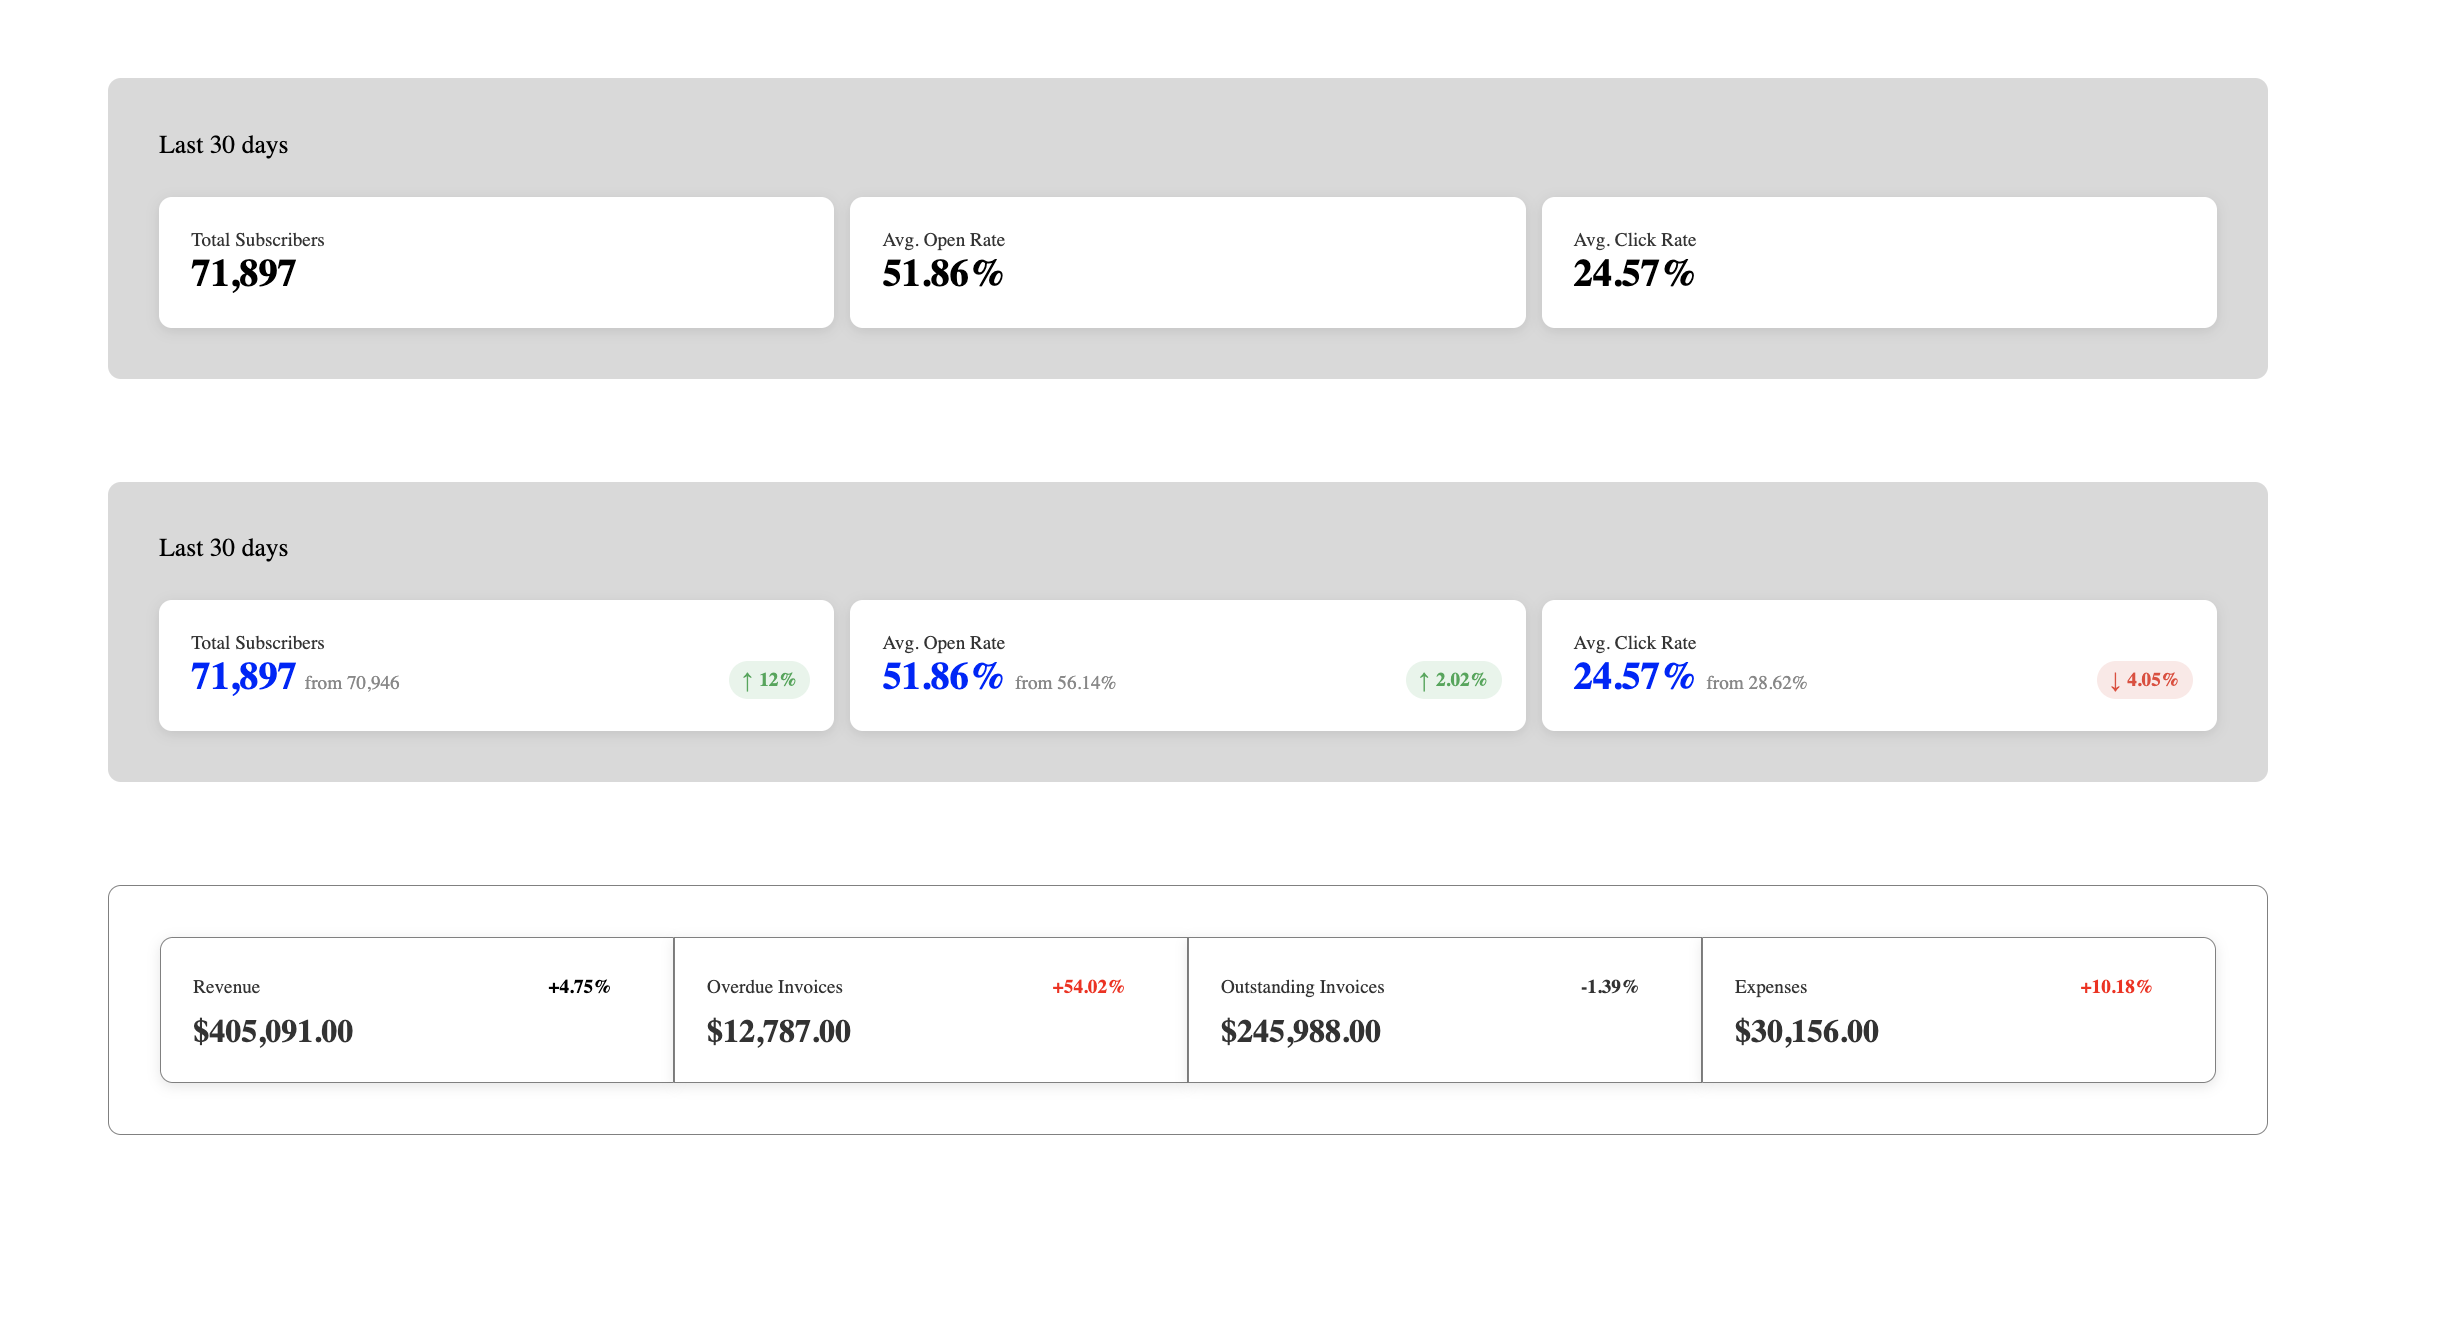 Last 30 days
Total Subscribers
71,897
Avg. Open Rate
51.86%
Avg. Click Rate
24.57%
Last 30 days
Total Subscribers
71,897 from 70,946
↑ 12%
Avg. Open Rate
51.86% from 56.14%
↑ 2.02%
Avg. Click Rate
24.57% from 28.62%
↓ 4.05%
Revenue +4.75%
$405,091.00
Overdue Invoices +54.02%
$12,787.00
Outstanding Invoices -1.39%
$245,988.00
Expenses +10.18%
$30,156.00